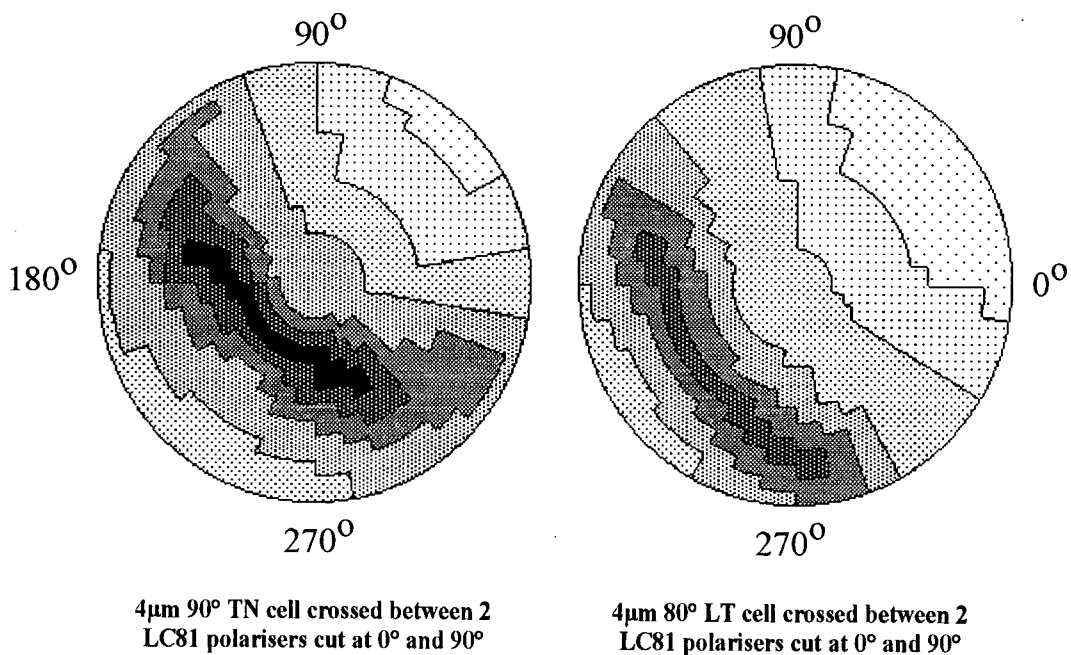 90°
90°
180°
0°
270°
270°
4µm 90° TN cell crossed between 2
LC81 polarisers cut at 0° and 90°
4µm 80° LT cell crossed between 2
LC81 polarisers cut at 0° and 90°